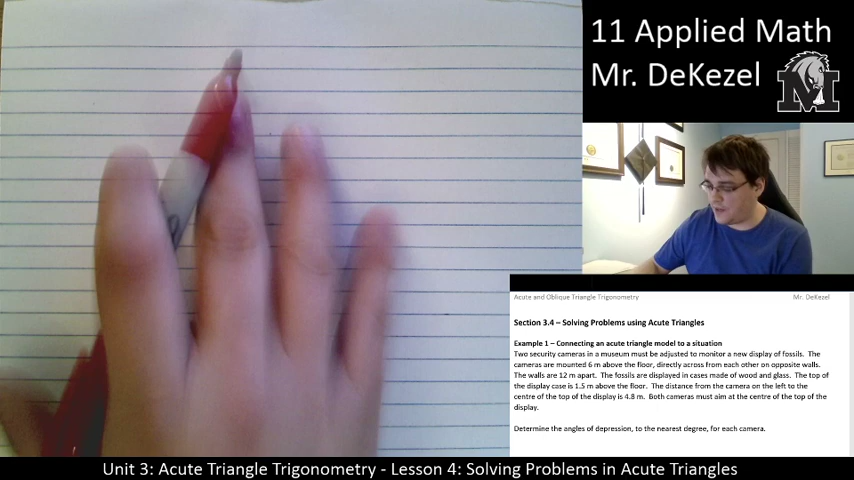 11 Applied Math
Mr. DeKezel
M
Acute and Oblique Triangle Trigonometry
Mr. DeKezel
Section 3.4 – Solving Problems using Acute Triangles
Example 1 – Connecting an acute triangle model to a situation
Two security cameras in a museum must be adjusted to monitor a new display of fossils. The
cameras are mounted 6 m above the floor, directly across from each other on opposite walls.
The walls are 12 m apart. The fossils are displayed in cases made of wood and glass. The top of
the display case is 1.5 m above the floor. The distance from the camera on the left to the
centre of the top of the display is 4.8 m. Both cameras must aim at the centre of the top of the
display.
Determine the angles of depression, to the nearest degree, for each camera.
Unit 3: Acute Triangle Trigonometry - Lesson 4: Solving Problems in Acute Triangles